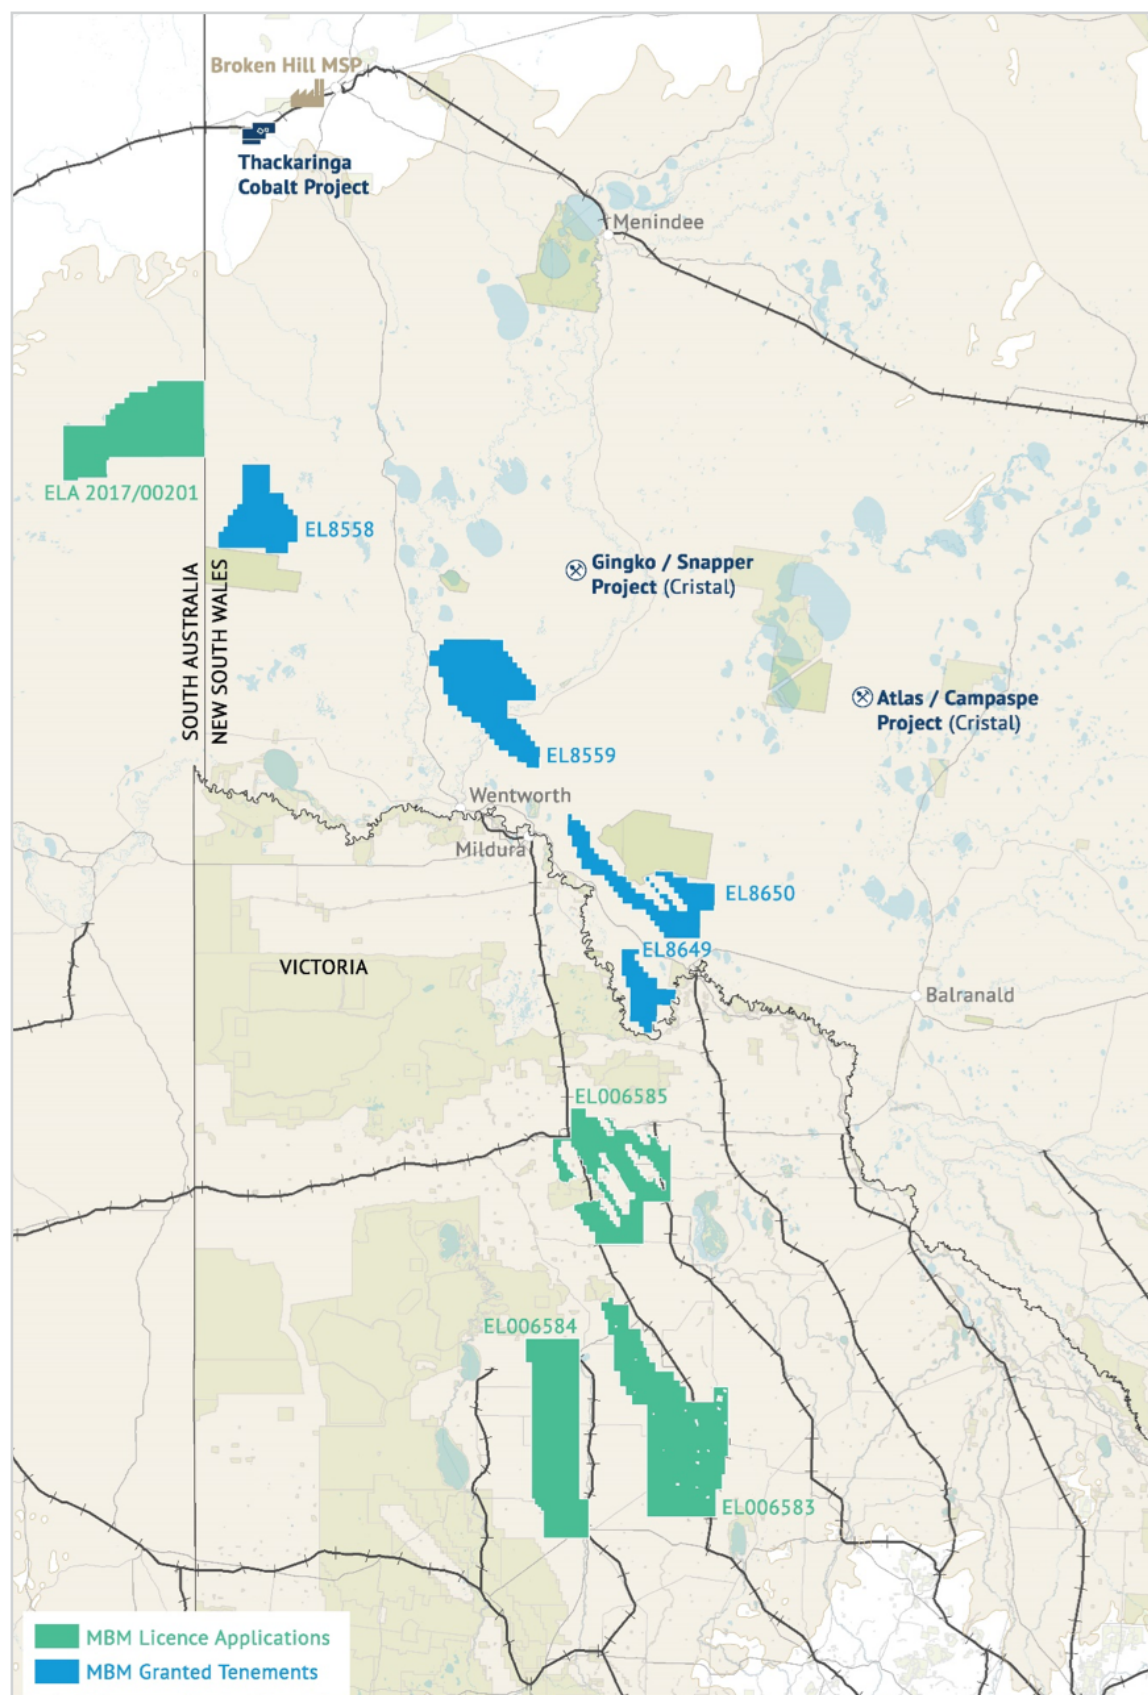 Broken Hill MSP
Thackaringa
Cobalt Project
Menindee
ELA 2017/00201
EL8558
Gingko / Snapper
Project (Cristal)
SOUTH AUSTRALIA
NEW SOUTH WALES
Atlas / Campaspe
Project (Cristal)
EL8559
Wentworth
Mildura
EL8650
EL8649
VICTORIA
Balranald
EL006585
EL006584
EL006583
MBM Licence Applications
MBM Granted Tenements